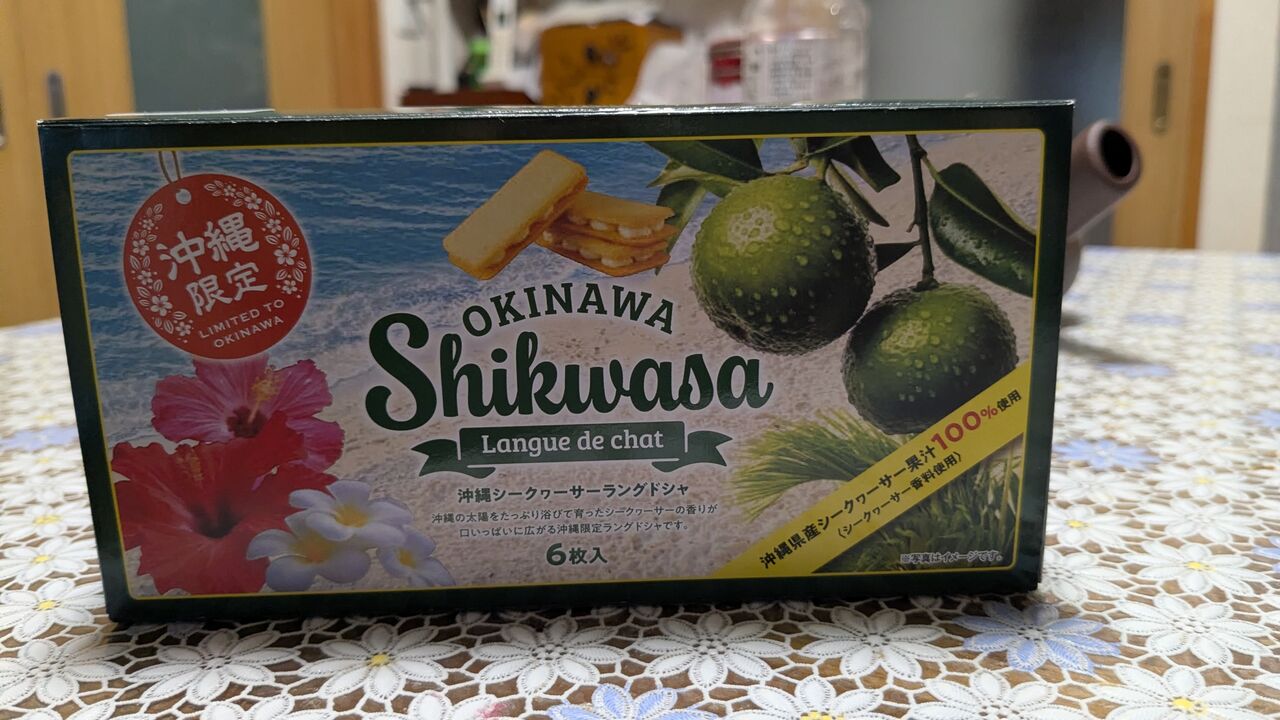 沖縄
限定
LIMITED TO
OKINAWA
OKINAWA
Shikwasa
Langue de chat
沖縄シークヮーサーラングドシャ
沖縄の太陽をたっぷり浴びて育ったシークヮーサーの香りが
口いっぱいに広がる沖縄限定ラングドシャです。
6枚入
沖縄県産シークヮーサー果汁100%使用
(シークヮーサー香料使用)
※写真はイメージです。